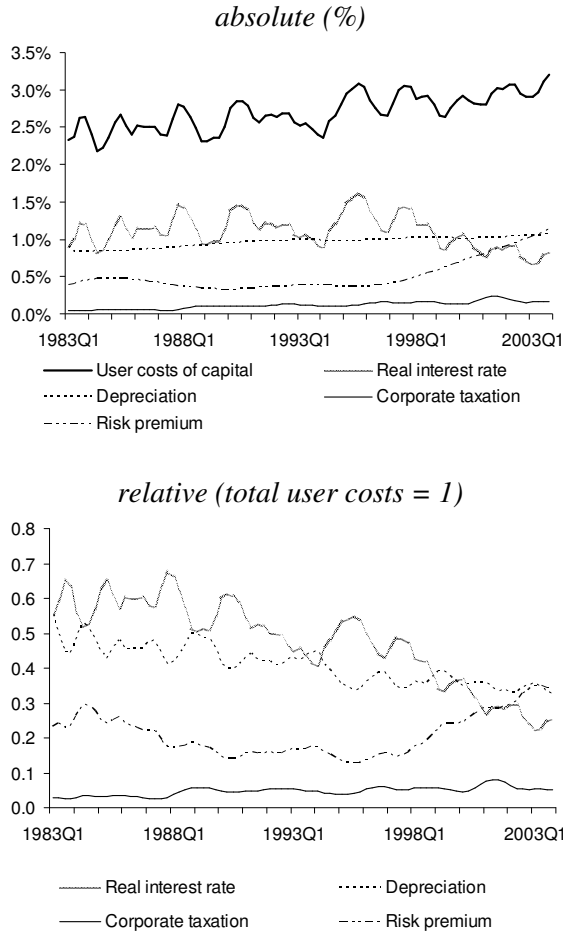 absolute (%)
3.5%
3.0%
2.5%
2.0%
1.5%
1.0%
0.5%
0.0%
1983Q1 1988Q1 1993Q1 1998Q1 2003Q1
User costs of capital Real interest rate
Depreciation Corporate taxation
Risk premium
relative (total user costs = 1)
0.8
0.7
0.6
0.5
0.4
0.3
0.2
0.1
0.0
1983Q1 1988Q1 1993Q1 1998Q1 2003Q1
Real interest rate Depreciation
Corporate taxation Risk premium